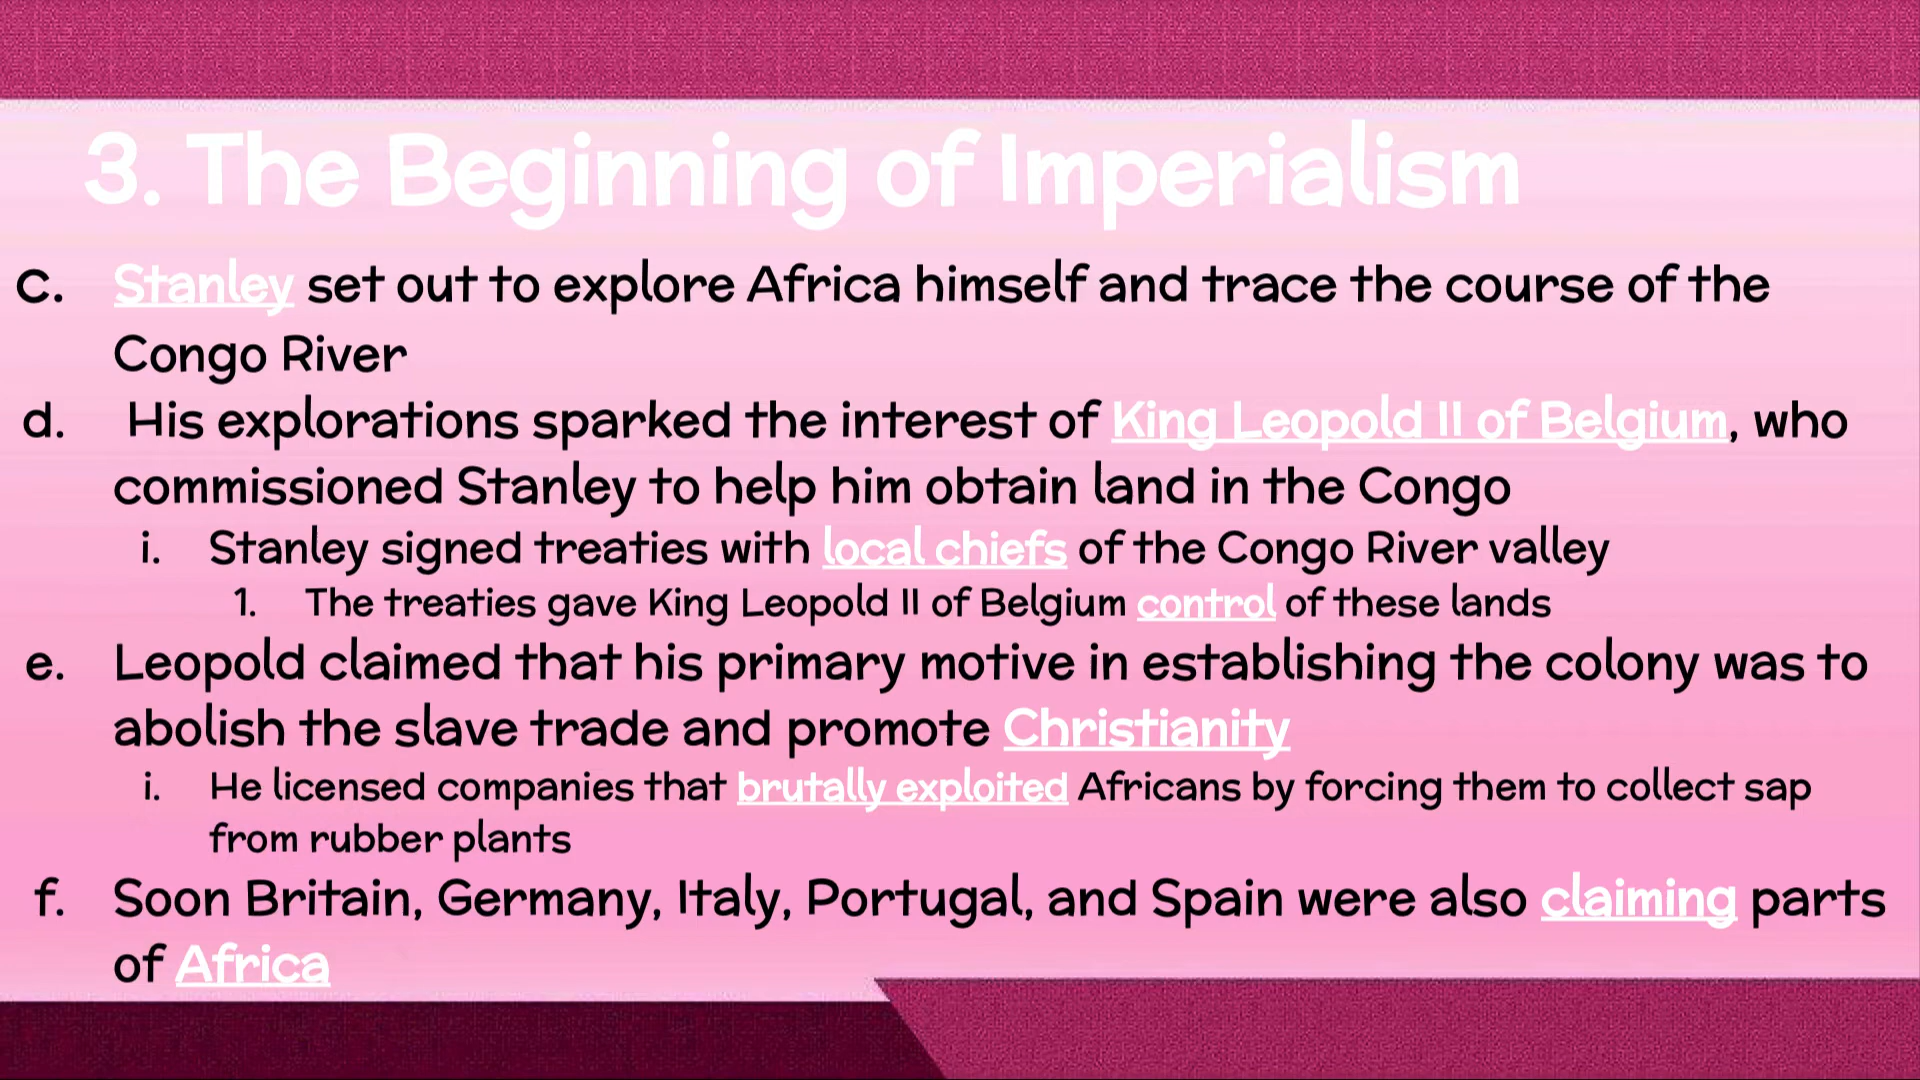 3. The Beginning of Imperialism
c. Stanley set out to explore Africa himself and trace the course of the
Congo River
d. His explorations sparked the interest of King Leopold II of Belgium, who
commissioned Stanley to help him obtain land in the Congo
i. Stanley signed treaties with local chiefs of the Congo River valley
1. The treaties gave King Leopold II of Belgium control of these lands
e. Leopold claimed that his primary motive in establishing the colony was to
abolish the slave trade and promote Christianity
i. He licensed companies that brutally exploited Africans by forcing them to collect sap
from rubber plants
f. Soon Britain, Germany, Italy, Portugal, and Spain were also claiming parts
of Africa